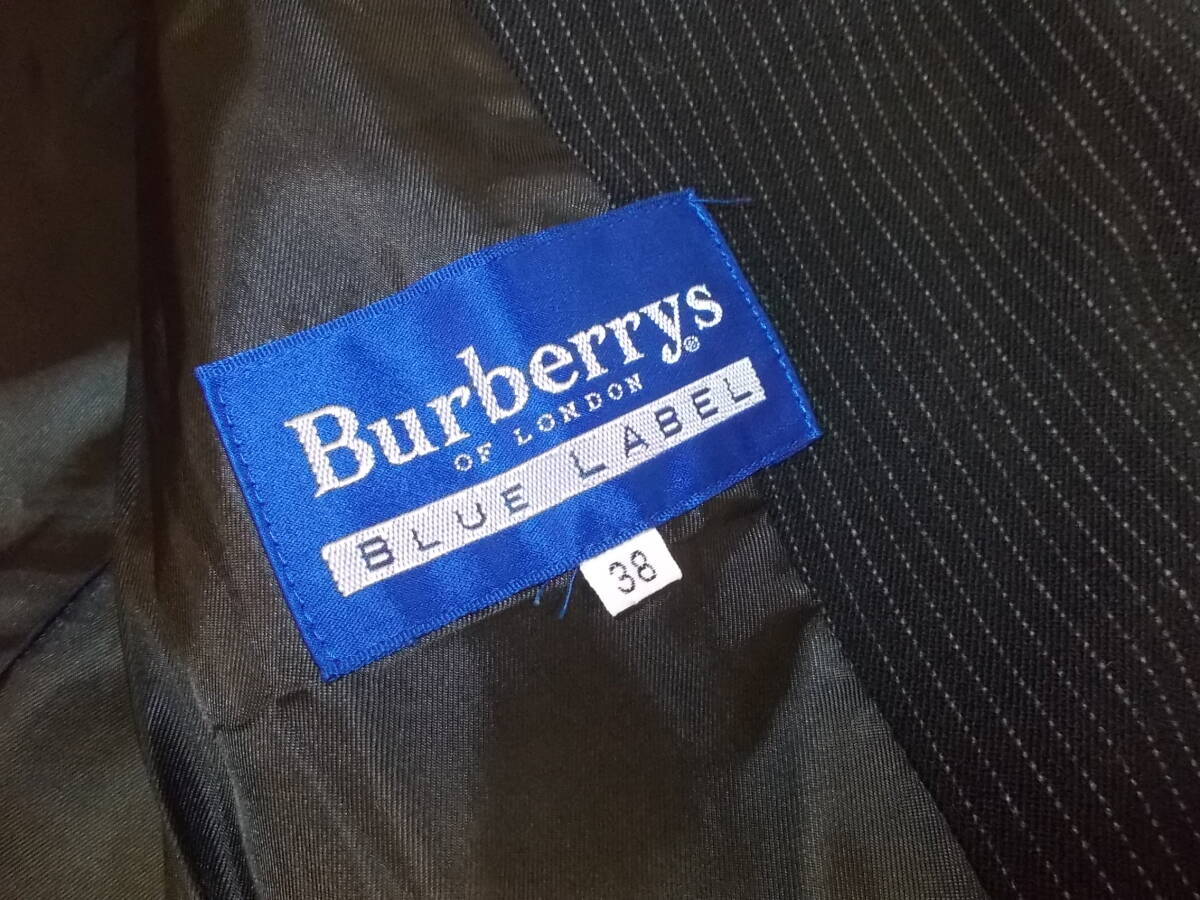 Burberrys®
OF LONDON
BLUE LABEL
38